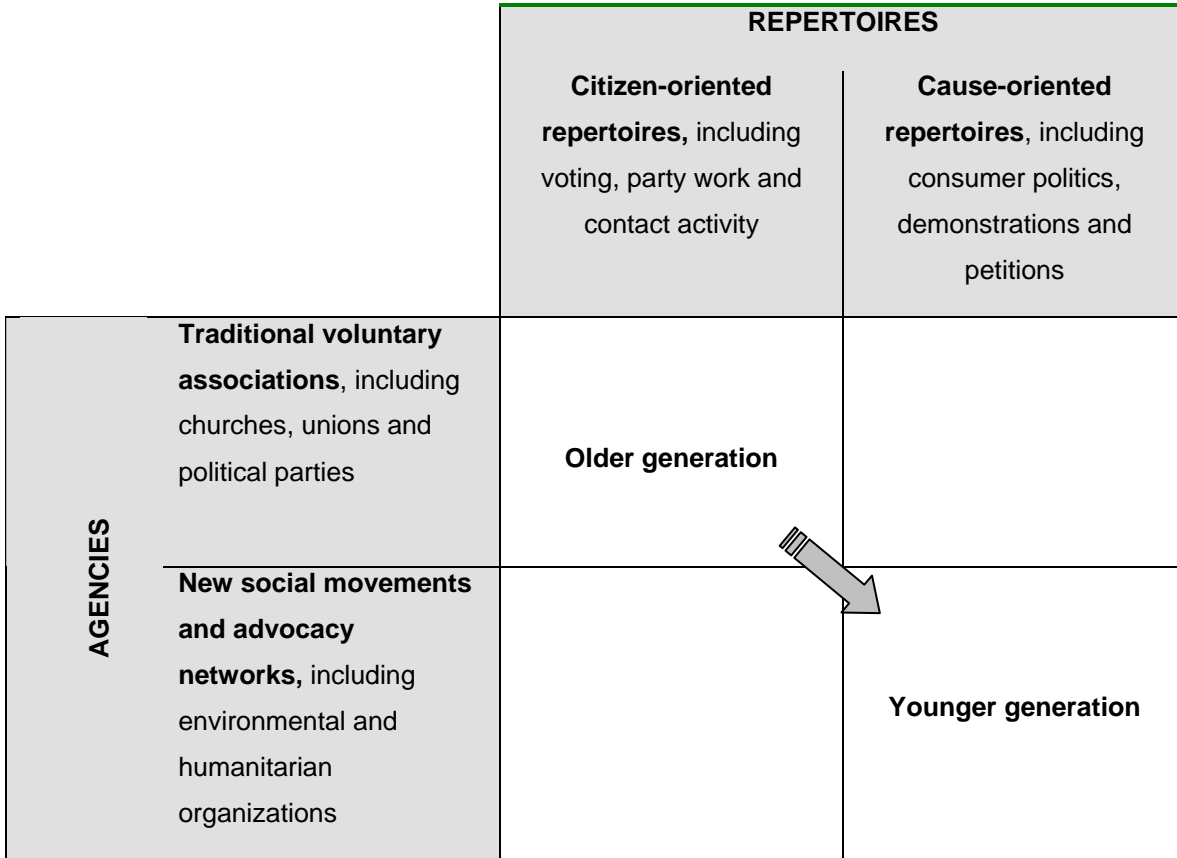 REPERTOIRES
Citizen-oriented
repertoires, including
voting, party work and
contact activity
Cause-oriented
repertoires, including
consumer politics,
demonstrations and
petitions
AGENCIES
Traditional voluntary
associations, including
churches, unions and
political parties
Older generation
New social movements
and advocacy
networks, including
environmental and
humanitarian
organizations
Younger generation